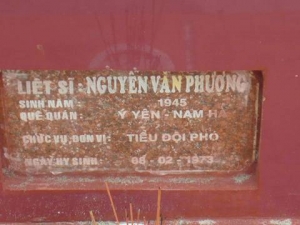 LIỆT SĨ : NGUYỄN VĂN PHƯƠNG
SINH NĂM : 1945
QUÊ QUÁN : Ý YÊN - NAM HÀ
CHỨC VỤ, ĐƠN VỊ : TIỂU ĐỘI PHÓ
NGÀY HY SINH : 06 - 02 - 1973